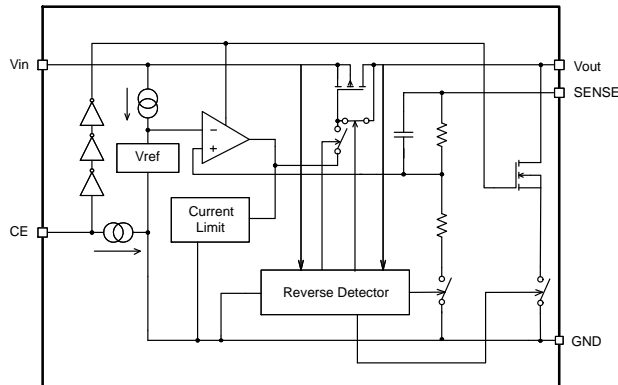 Vin
Vout
SENSE
−
+
Vref
CE
Current
Limit
Reverse Detector
GND